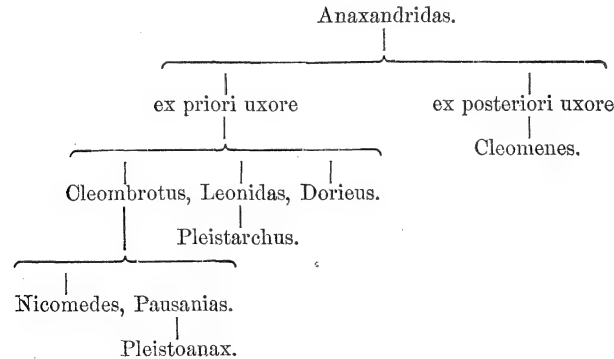 Anaxandridas.
ex priori uxore ex posteriori uxore
Cleomenes.
Cleombrotus, Leonidas, Dorieus.
Pleistarchus.
Nicomedes, Pausanias.
Pleistoanax.